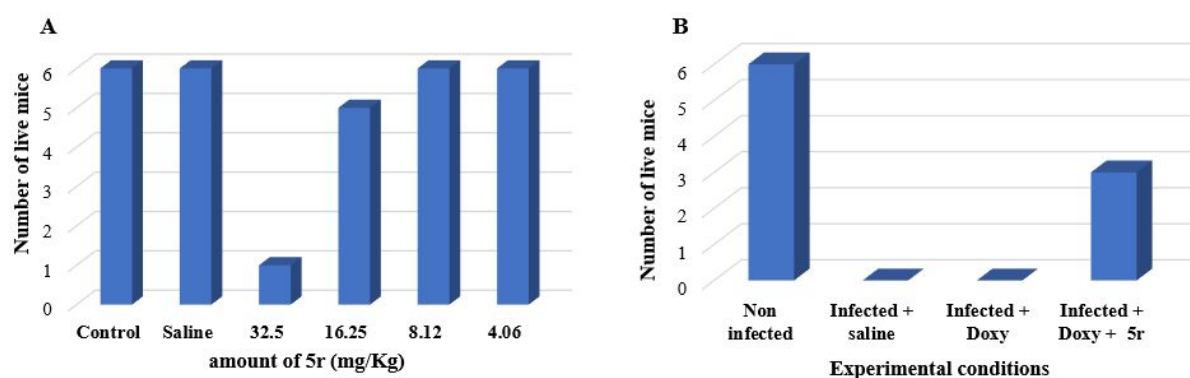 A
Number of live mice
6
5
4
3
2
1
0
Control Saline 32.5 16.25 8.12 4.06
amount of 5r (mg/Kg)
B
Number of live mice
6
5
4
3
2
1
0
Non
infected
Infected +
saline
Infected +
Doxy
Infected +
Doxy + 5r
Experimental conditions